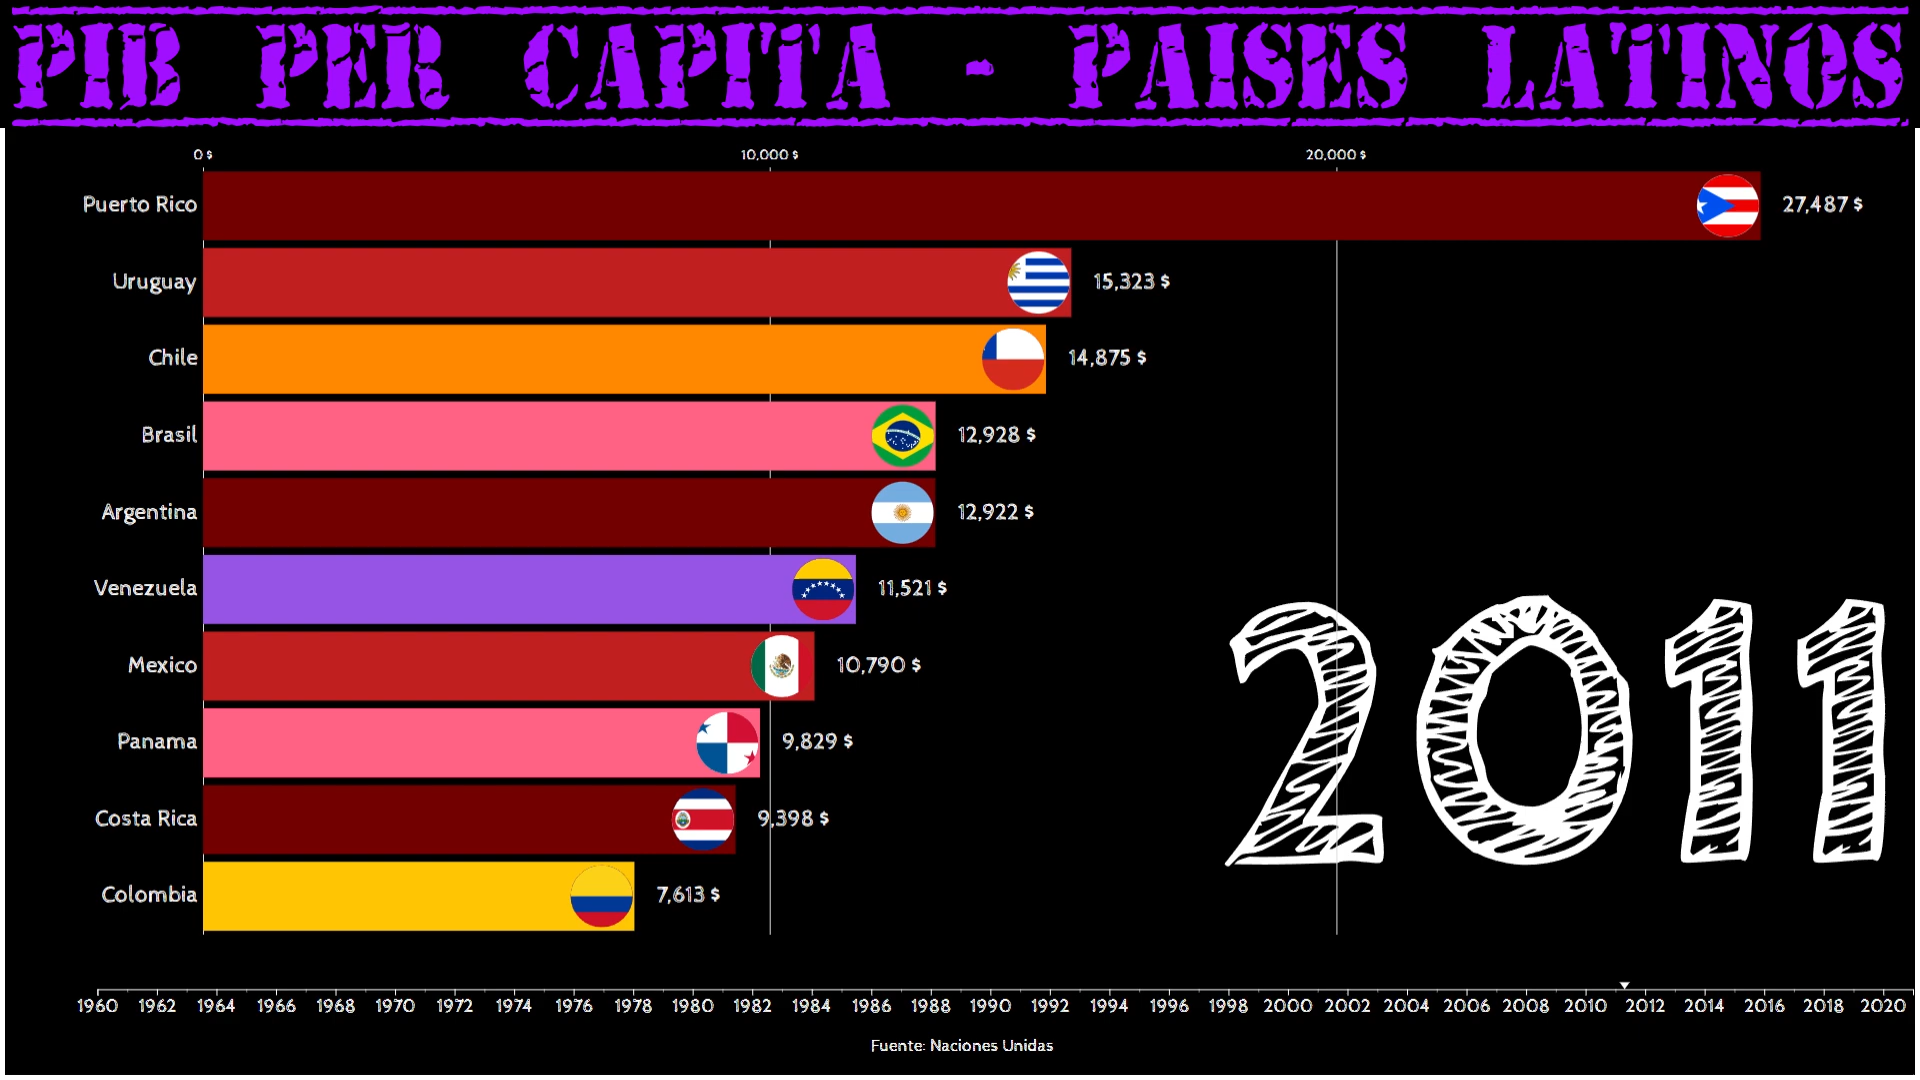 PIB PER CAPITA - PAISES LATINOS
0 $ 10,000 $ 20,000 $
Puerto Rico 27,487 $
Uruguay 15,323 $
Chile 14,875 $
Brasil 12,928 $
Argentina 12,922 $
Venezuela 11,521 $
Mexico 10,790 $
Panama 9,829 $
Costa Rica 9,398 $
Colombia 7,613 $
2011
1960 1962 1964 1966 1968 1970 1972 1974 1976 1978 1980 1982 1984 1986 1988 1990 1992 1994 1996 1998 2000 2002 2004 2006 2008 2010 2012 2014 2016 2018 2020
Fuente: Naciones Unidas